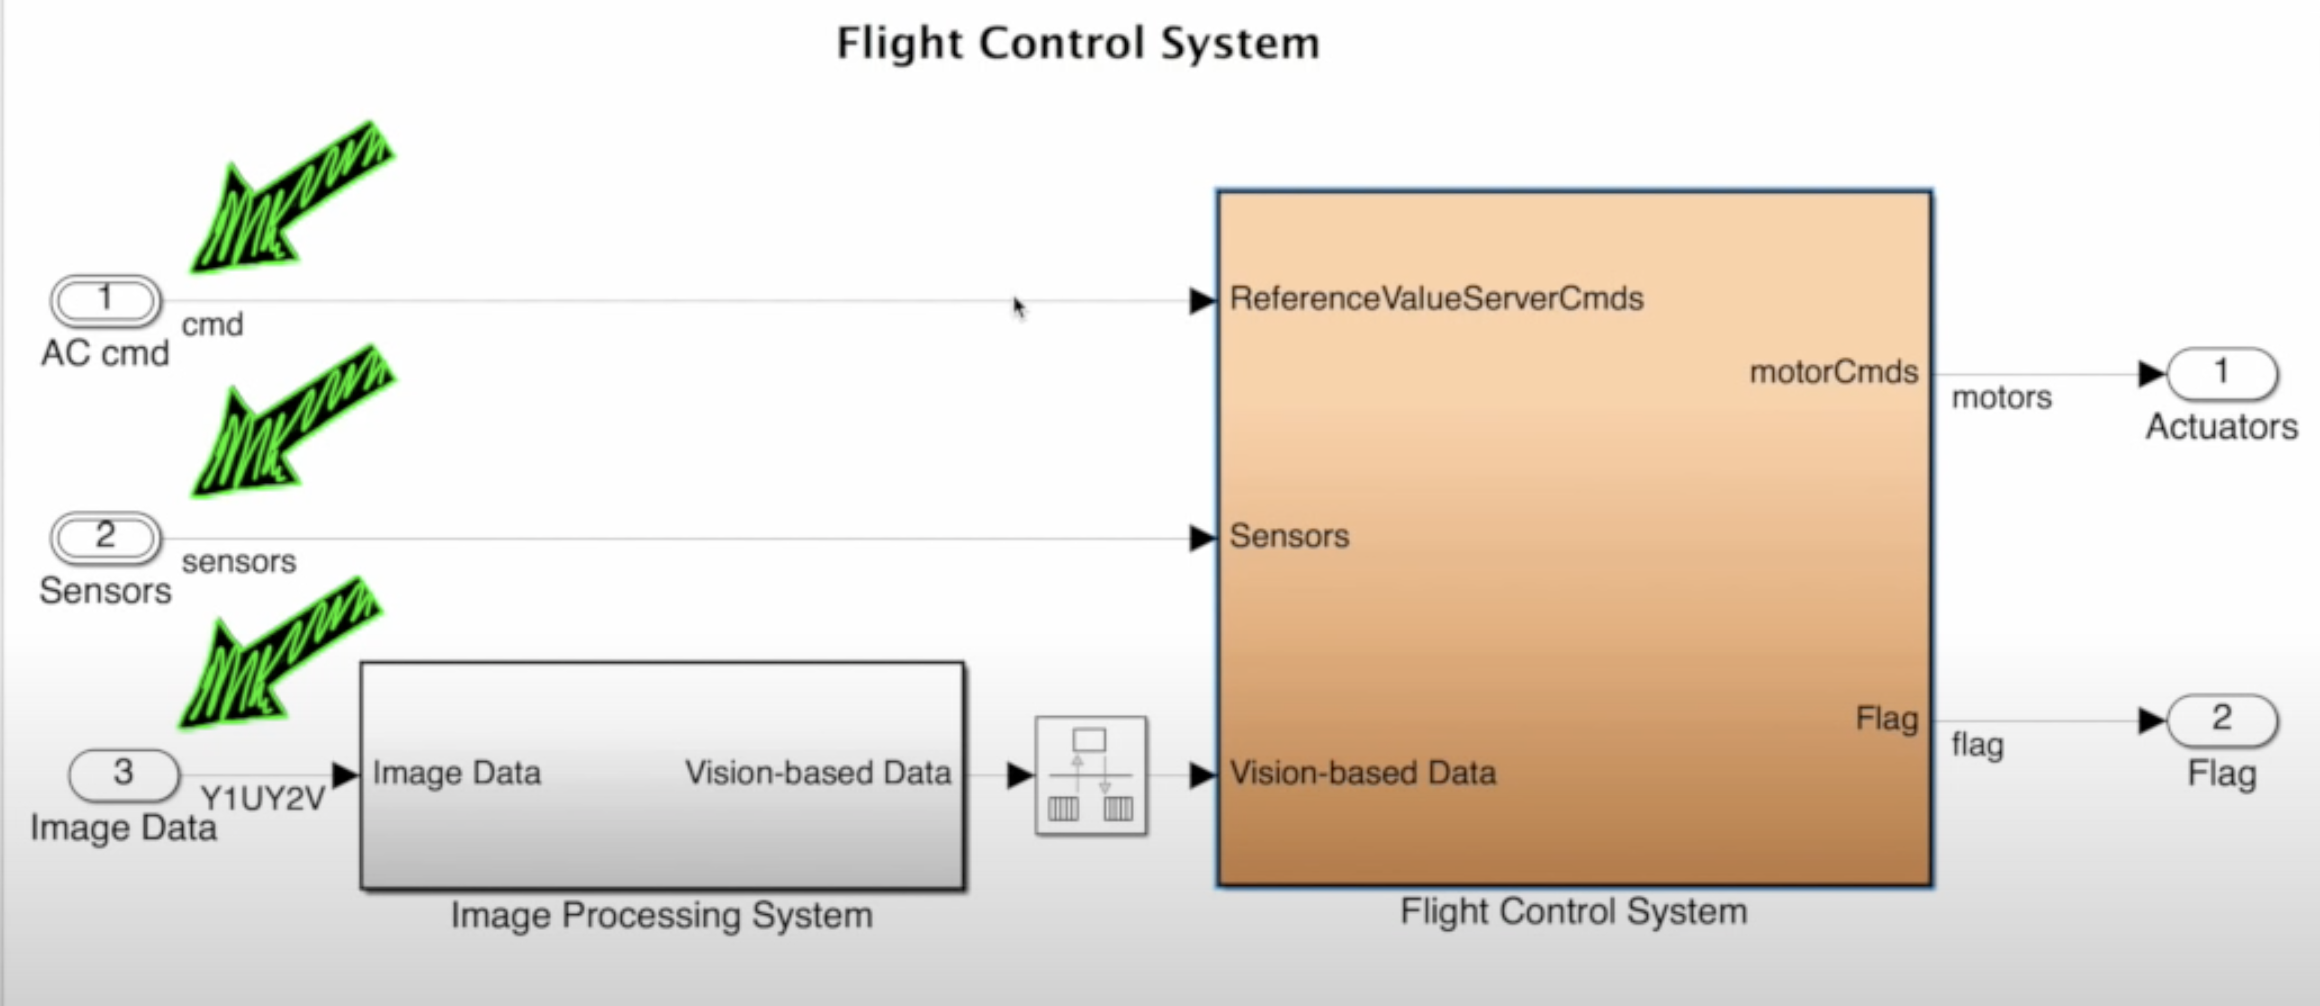 Flight Control System
1
cmd
AC cmd
ReferenceValueServerCmds
motorCmds
motors
1
Actuators
2
sensors
Sensors
Sensors
3
Y1UY2V
Image Data
Image Data
Vision-based Data
Image Processing System
Vision-based Data
Flag
flag
2
Flag
Flight Control System